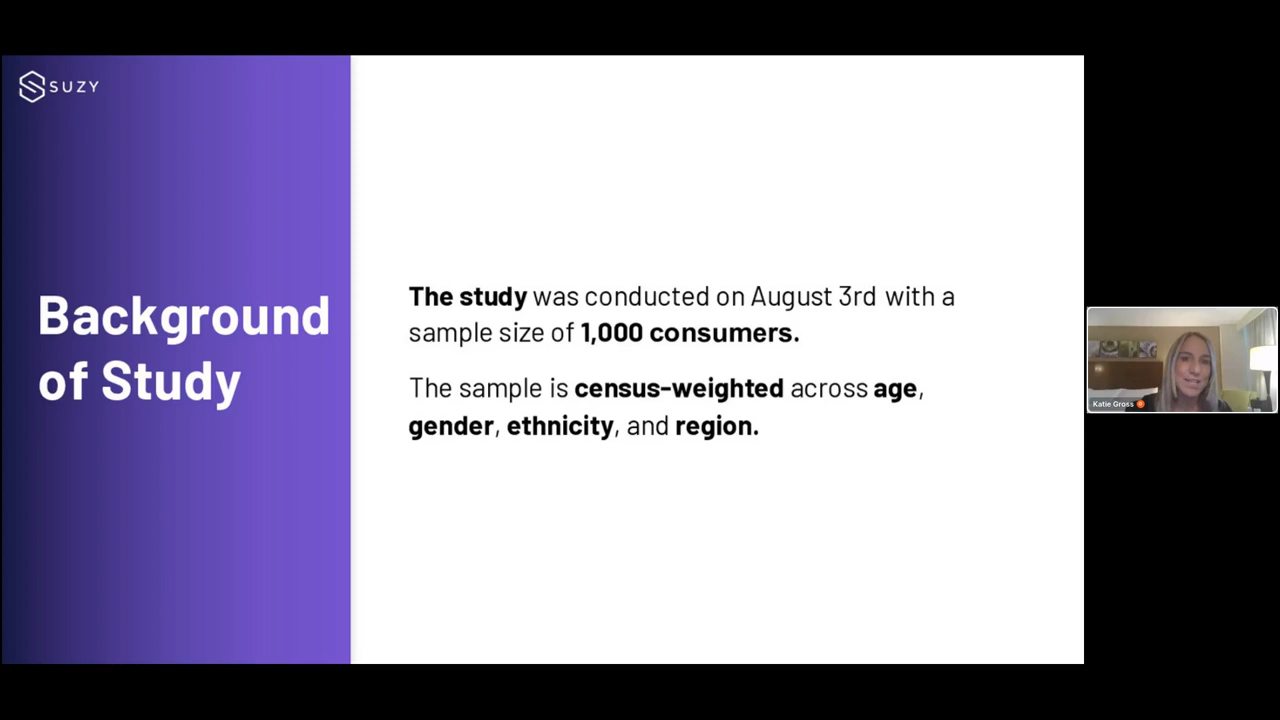 SUZY
Background
of Study
The study was conducted on August 3rd with a
sample size of 1,000 consumers.
The sample is census-weighted across age,
gender, ethnicity, and region.
Katie Gross